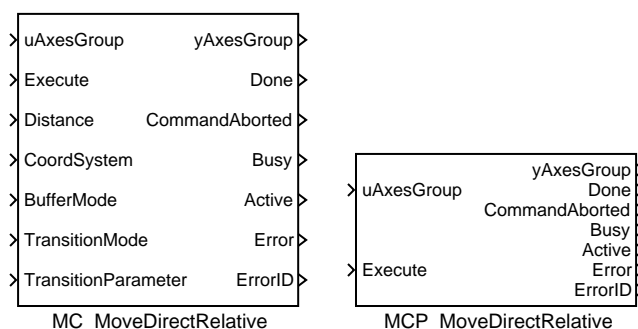 uAxesGroup yAxesGroup
Execute Done
Distance CommandAborted
CoordSystem Busy
BufferMode Active
TransitionMode Error
TransitionParameter ErrorID
MC_MoveDirectRelative
yAxesGroup
uAxesGroup Done
CommandAborted
Busy
Active
Execute Error
ErrorID
MCP_MoveDirectRelative